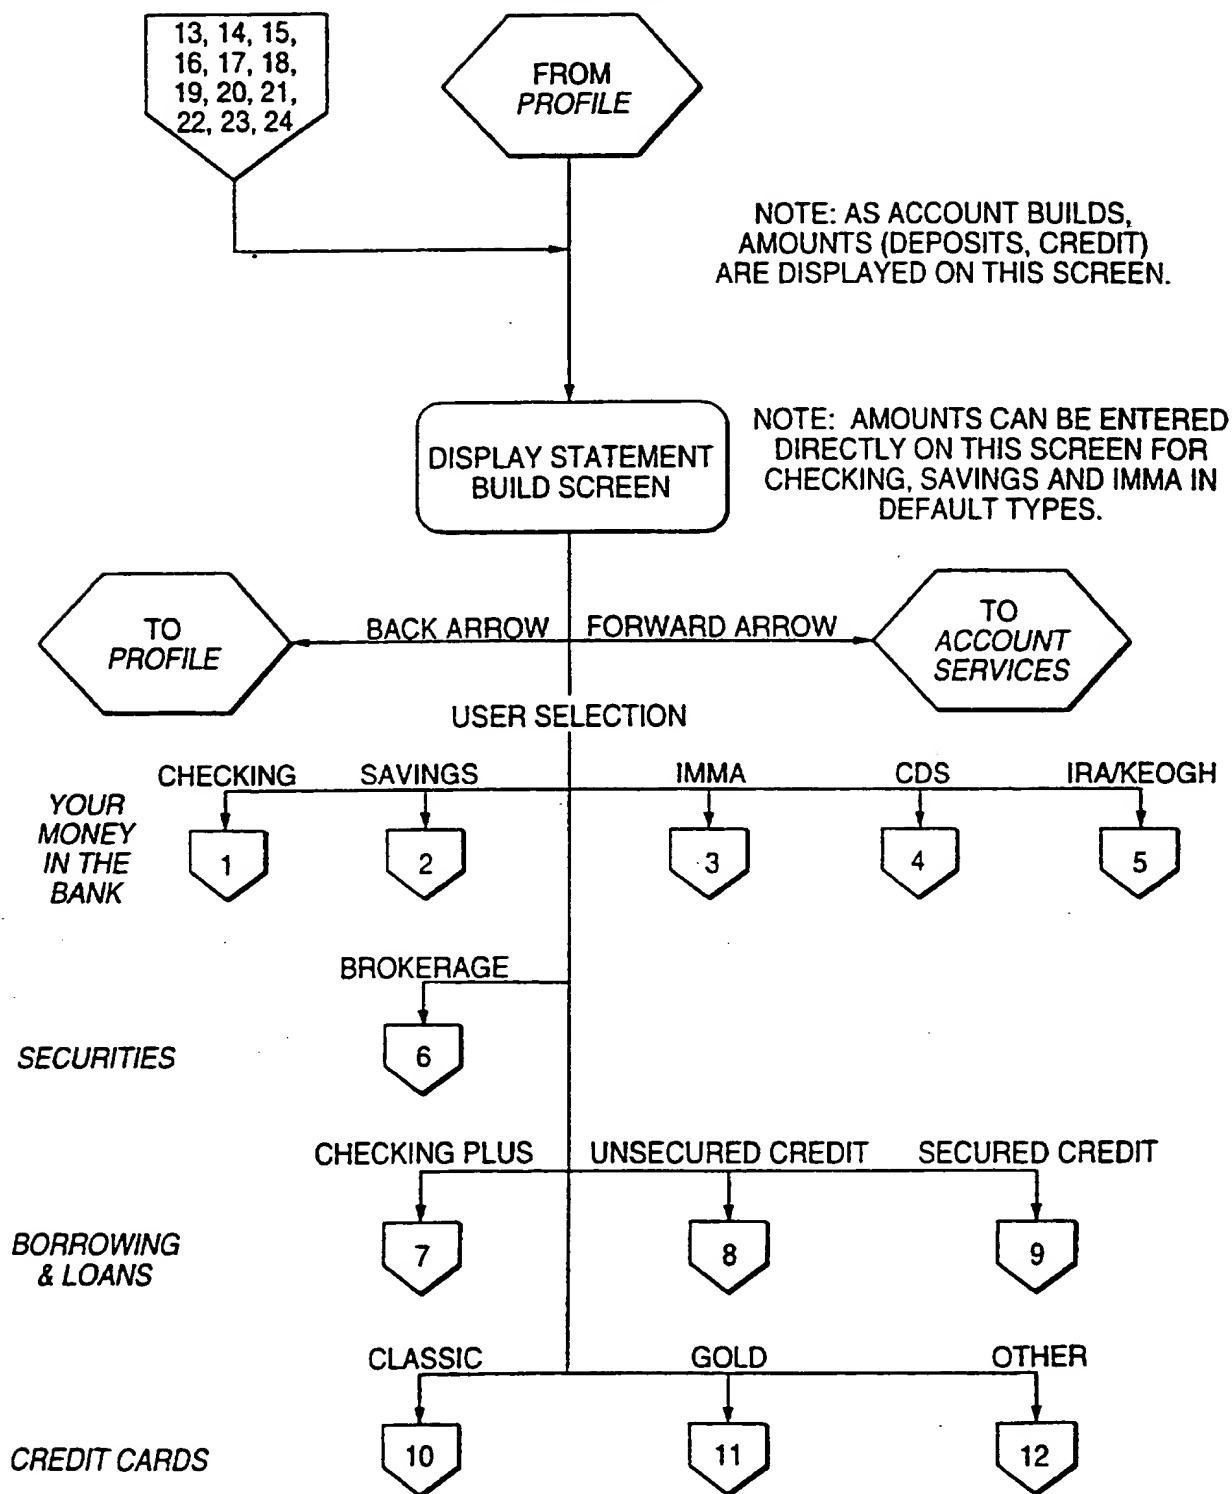 13, 14, 15,
16, 17, 18,
19, 20, 21,
22, 23, 24
FROM
PROFILE
NOTE: AS ACCOUNT BUILDS,
AMOUNTS (DEPOSITS, CREDIT)
ARE DISPLAYED ON THIS SCREEN.
DISPLAY STATEMENT
BUILD SCREEN
NOTE: AMOUNTS CAN BE ENTERED
DIRECTLY ON THIS SCREEN FOR
CHECKING, SAVINGS AND IMMA IN
DEFAULT TYPES.
TO
PROFILE
BACK ARROW
FORWARD ARROW
TO
ACCOUNT
SERVICES
USER SELECTION
CHECKING
SAVINGS
IMMA
CDS
IRA/KEOGH
YOUR
MONEY
IN THE
BANK
1
2
3
4
5
BROKERAGE
SECURITIES
6
CHECKING PLUS
UNSECURED CREDIT
SECURED CREDIT
BORROWING
& LOANS
7
8
9
CLASSIC
GOLD
OTHER
CREDIT CARDS
10
11
12